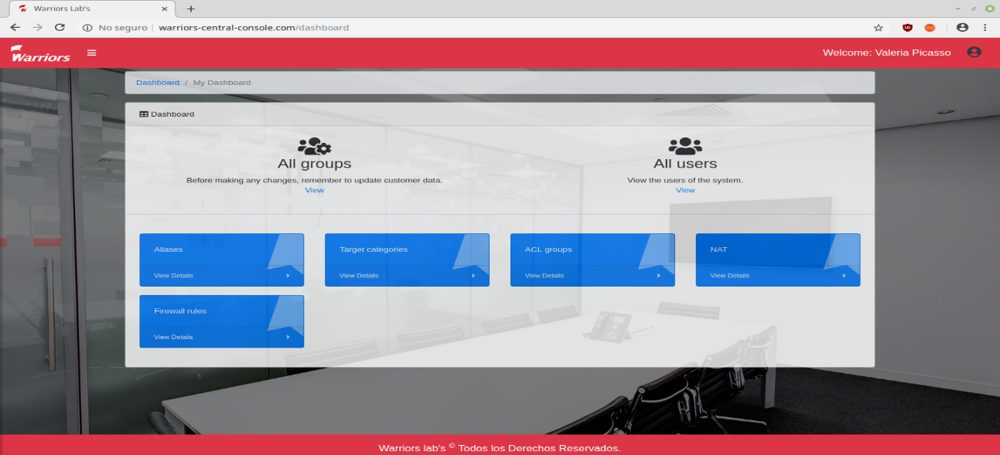 Warriors Lab's
No seguro | warriors-central-console.com/dashboard
Warriors
Welcome: Valeria Picasso
Dashboard / My Dashboard
Dashboard
All groups
Before making any changes, remember to update customer data.
View
All users
View the users of the system.
View
Aliases
View Details
Target categories
View Details
ACL groups
View Details
NAT
View Details
Firewall rules
View Details
Warriors lab's © Todos los Derechos Reservados.